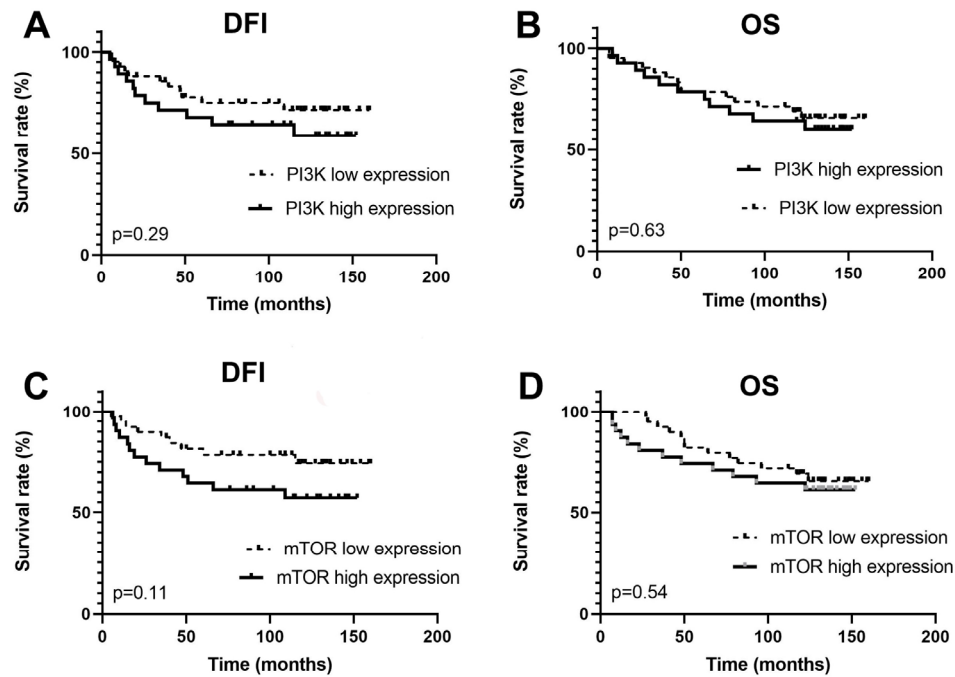 A
DFI
Survival rate (%)
100
50
0
PI3K low expression
PI3K high expression
p=0.29
0
50
100
150
200
Time (months)
B
OS
Survival rate (%)
100
50
0
PI3K high expression
PI3K low expression
p=0.63
0
50
100
150
200
Time (months)
C
DFI
Survival rate (%)
100
50
0
mTOR low expression
mTOR high expression
p=0.11
0
50
100
150
200
Time (months)
D
OS
Survival rate (%)
100
50
0
mTOR low expression
mTOR high expression
p=0.54
0
50
100
150
200
Time (months)